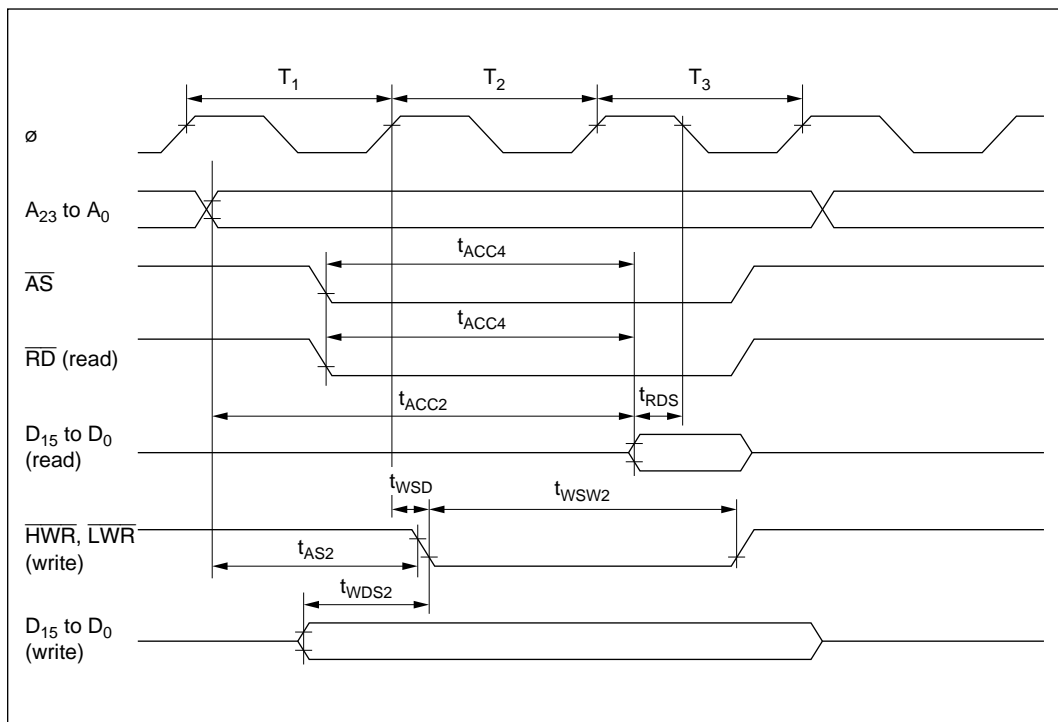 T1 T2 T3
ø
A23 to A0
tACC4
AS
tACC4
RD (read)
tACC2 tRDS
D15 to D0
(read)
tWSD tWSW2
HWR, LWR
(write)
tAS2
tWDS2
D15 to D0
(write)